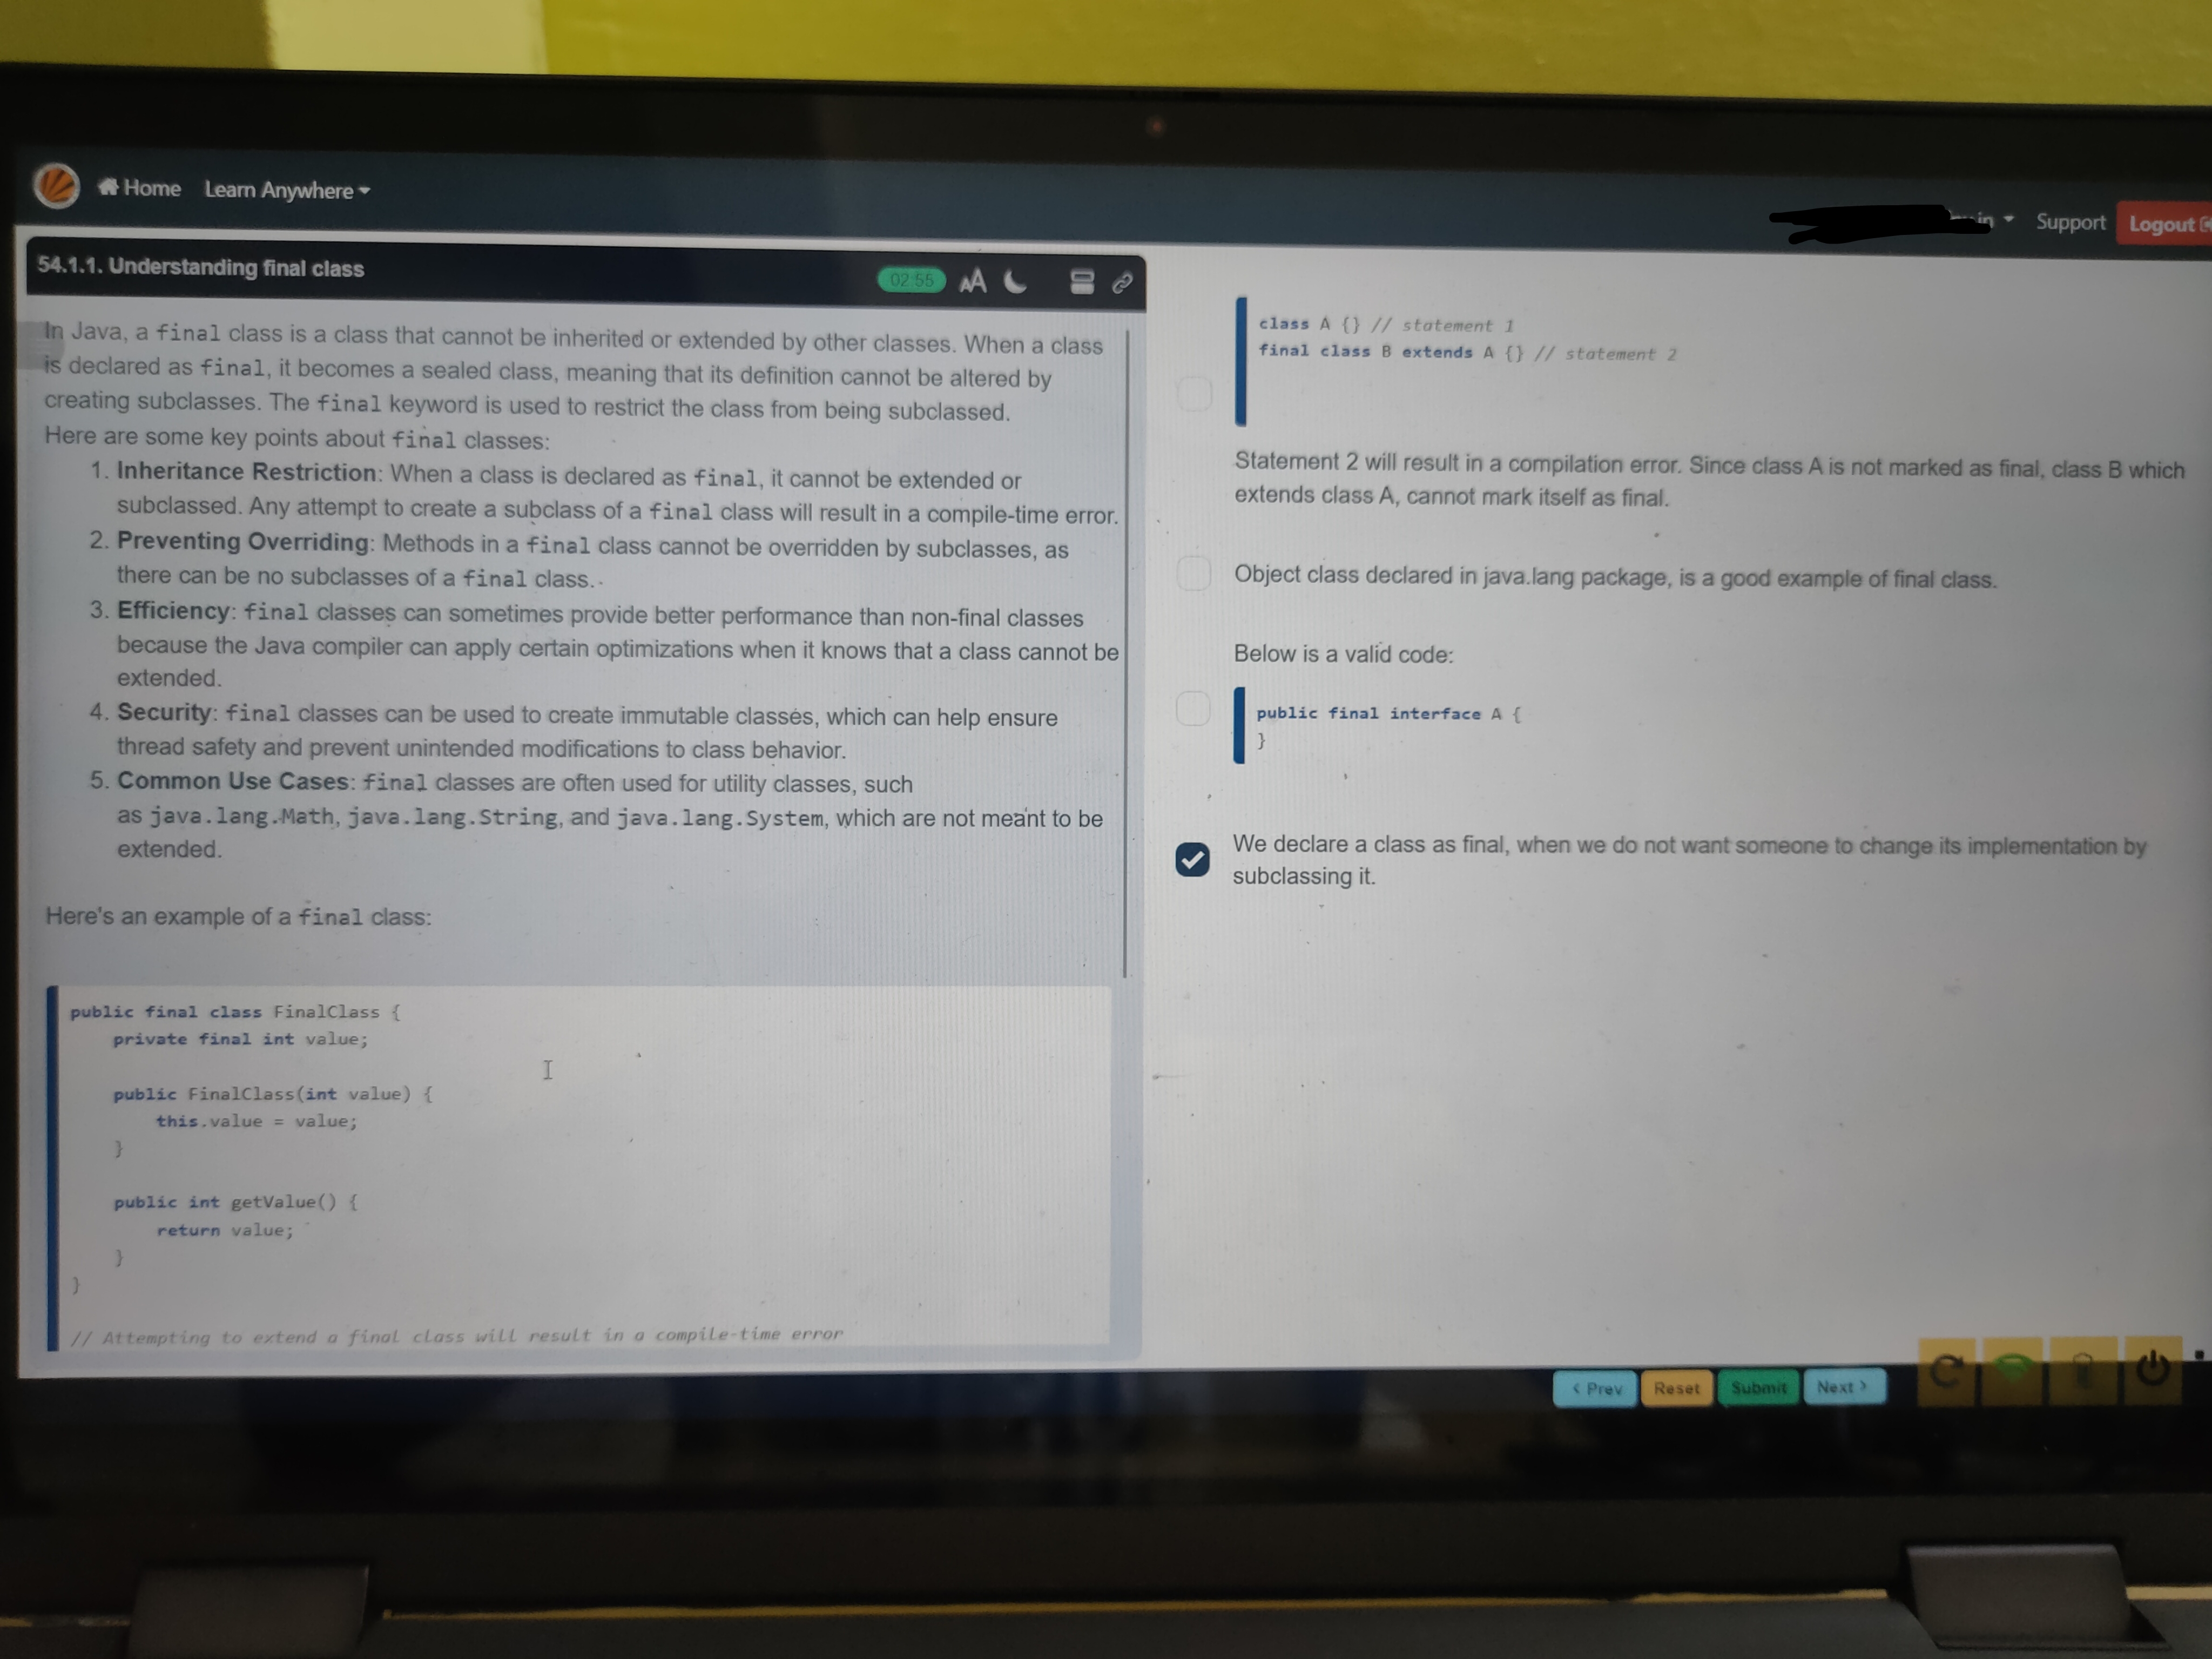 Home Learn Anywhere
Support Logout
54.1.1. Understanding final class
02:55 AA
In Java, a final class is a class that cannot be inherited or extended by other classes. When a class
is declared as final, it becomes a sealed class, meaning that its definition cannot be altered by
creating subclasses. The final keyword is used to restrict the class from being subclassed.
Here are some key points about final classes:
1. Inheritance Restriction: When a class is declared as final, it cannot be extended or
subclassed. Any attempt to create a subclass of a final class will result in a compile-time error.
2. Preventing Overriding: Methods in a final class cannot be overridden by subclasses, as
there can be no subclasses of a final class.
3. Efficiency: final classes can sometimes provide better performance than non-final classes
because the Java compiler can apply certain optimizations when it knows that a class cannot be
extended.
4. Security: final classes can be used to create immutable classes, which can help ensure
thread safety and prevent unintended modifications to class behavior.
5. Common Use Cases: final classes are often used for utility classes, such
as java.lang.Math, java.lang.String, and java.lang.System, which are not meant to be
extended.
Here's an example of a final class:
public final class FinalClass {
private final int value;
public FinalClass(int value) {
this.value = value;
}
public int getValue() {
return value;
}
}
// Attempting to extend a final class will result in a compile-time error
class A {} // statement 1
final class B extends A {} // statement 2
Statement 2 will result in a compilation error. Since class A is not marked as final, class B which
extends class A, cannot mark itself as final.
Object class declared in java.lang package, is a good example of final class.
Below is a valid code:
public final interface A {
}
We declare a class as final, when we do not want someone to change its implementation by
subclassing it.
< Prev Reset Submit Next >